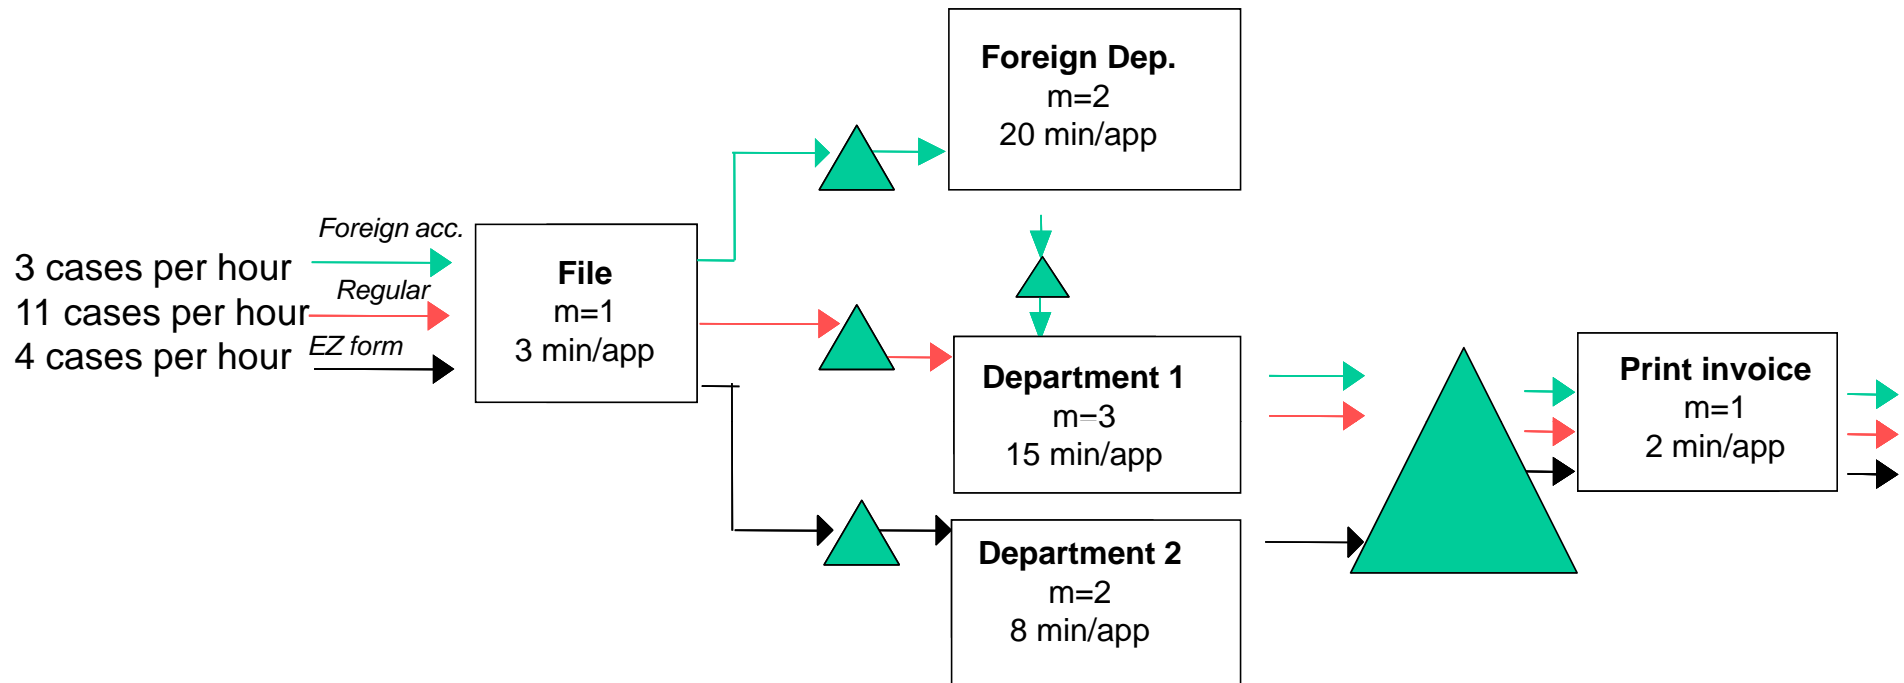 Foreign Dep.
m=2
20 min/app
Foreign acc.
3 cases per hour
Regular
11 cases per hour
EZ form
4 cases per hour
File
m=1
3 min/app
Department 1
m=3
15 min/app
Department 2
m=2
8 min/app
Print invoice
m=1
2 min/app